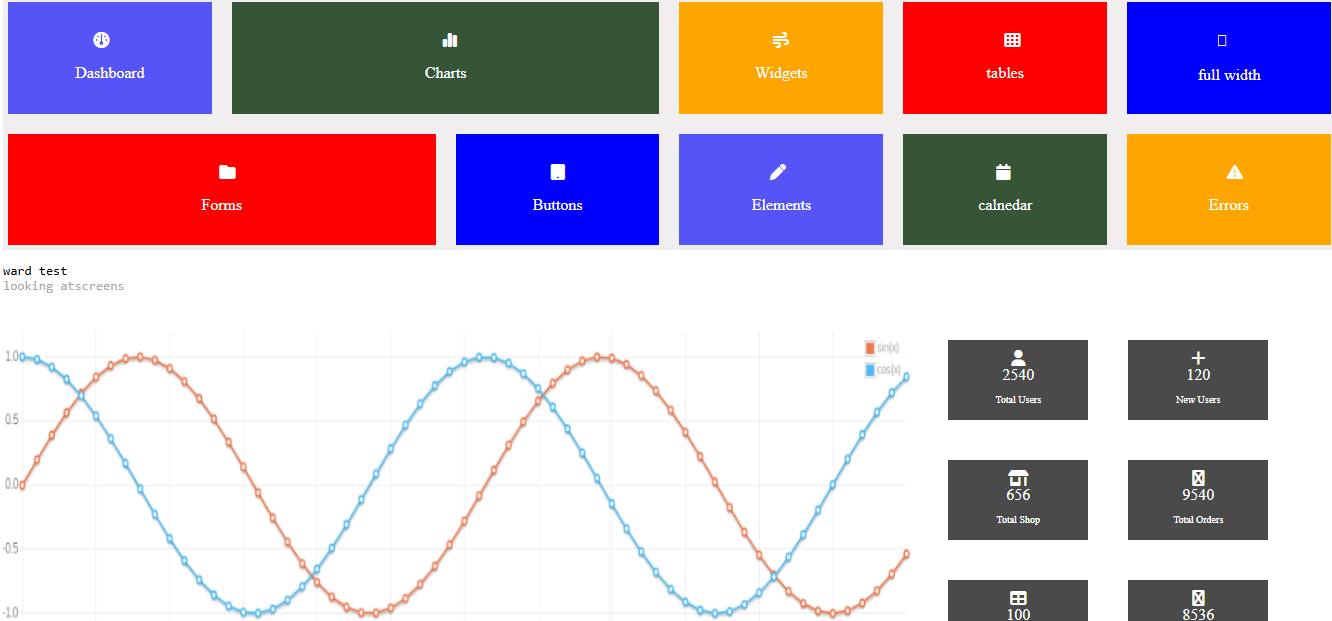 Dashboard
Charts
Widgets
tables
full width
Forms
Buttons
Elements
calnedar
Errors
ward test
looking atscreens
sin(x)
cos(x)
1.0
0.5
0.0
-0.5
-1.0
2540
Total Users
120
New Users
656
Total Shop
9540
Total Orders
100
8536